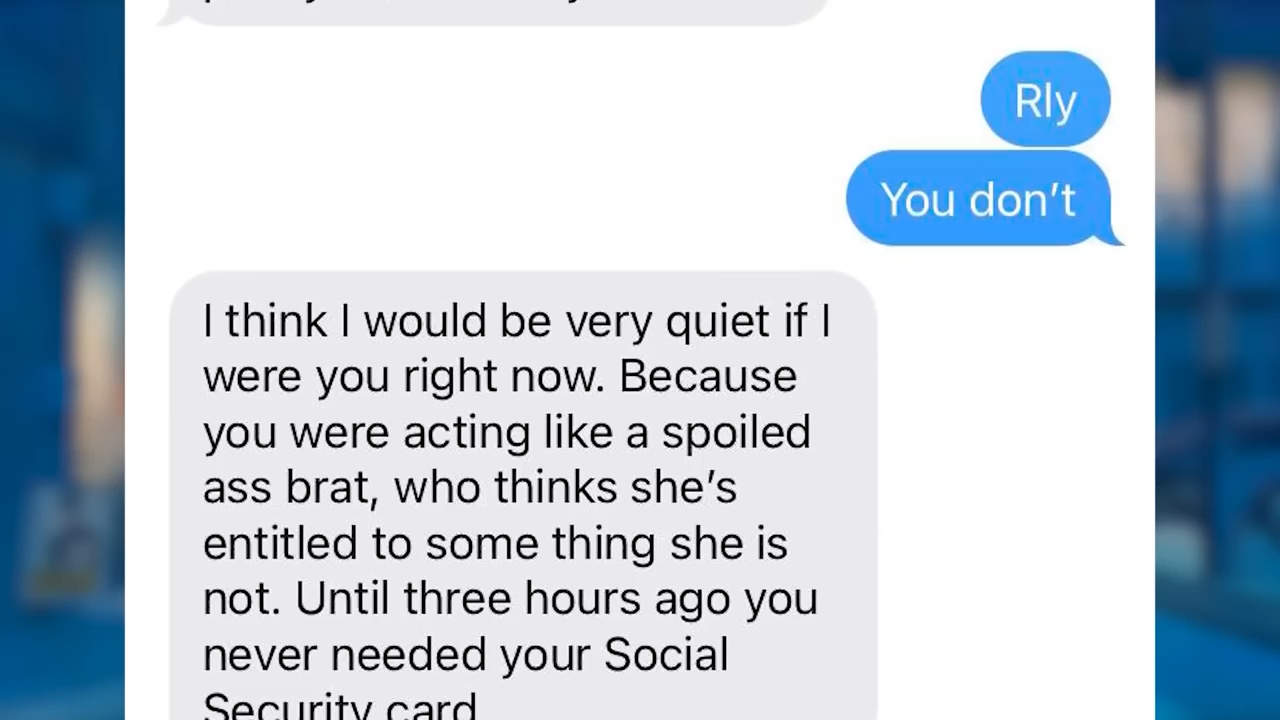 Rly
You don’t
I think I would be very quiet if I
were you right now. Because
you were acting like a spoiled
ass brat, who thinks she’s
entitled to some thing she is
not. Until three hours ago you
never needed your Social
Security card